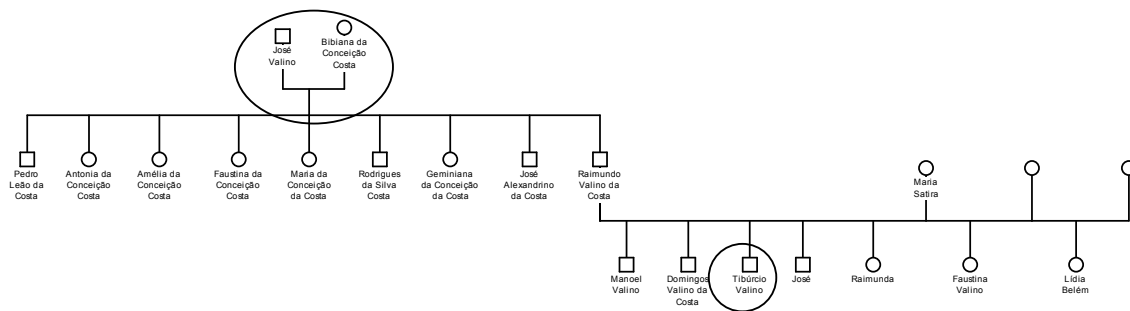 José
Valino
Bibiana da
Conceição
Costa
Pedro
Leão da
Costa
Antonia da
Conceição
Costa
Amélia da
Conceição
Costa
Faustina da
Conceição
Costa
Maria da
Conceição
da Costa
Rodrigues
da Silva
Costa
Geminiana
da Conceição
da Costa
José
Alexandrino
da Costa
Raimundo
Valino da
Costa
Maria
Satira
Manoel
Valino
Domingos
Valino da
Costa
Tibúrcio
Valino
José
Raimunda
Faustina
Valino
Lídia
Belém